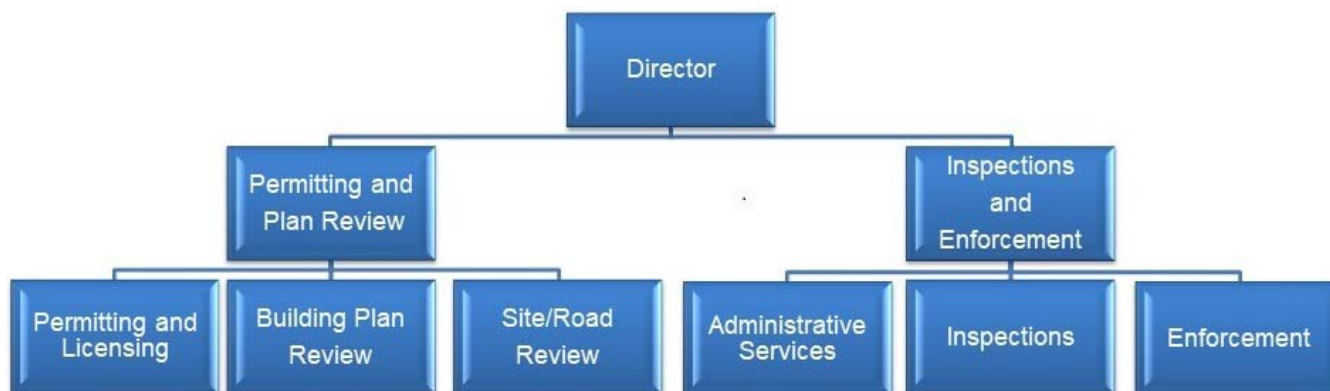 Director
Permitting and
Plan Review
Inspections
and
Enforcement
Permitting and
Licensing
Building Plan
Review
Site/Road
Review
Administrative
Services
Inspections
Enforcement